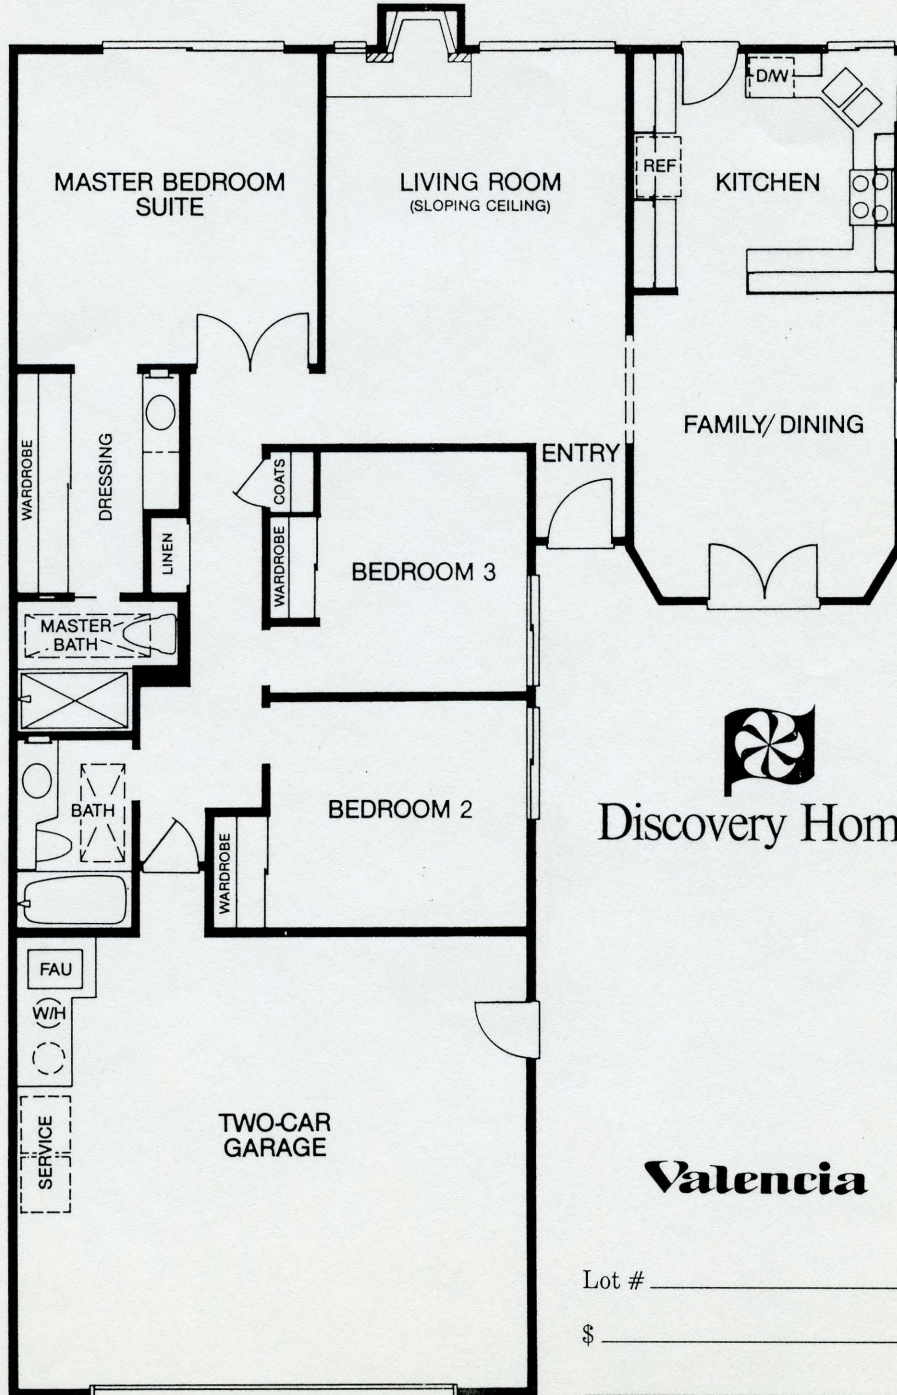 D/W
MASTER BEDROOM
SUITE
LIVING ROOM
(SLOPING CEILING)
REF
KITCHEN
WARDROBE
DRESSING
COATS
ENTRY
FAMILY/DINING
LINEN
WARDROBE
BEDROOM 3
MASTER
BATH
BATH
WARDROBE
BEDROOM 2
Discovery Hom
FAU
W/H
SERVICE
TWO-CAR
GARAGE
Valencia
Lot #
$